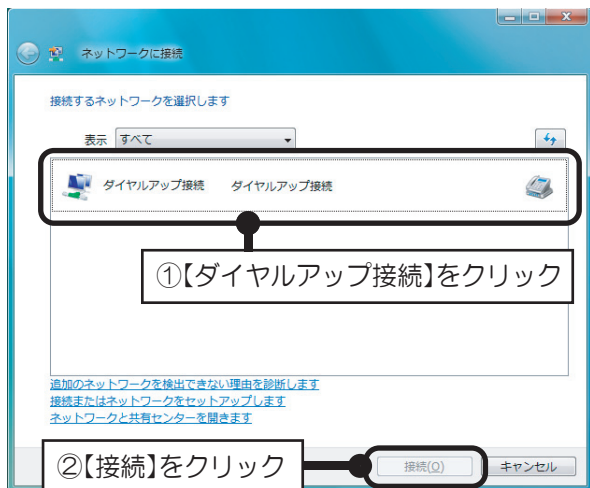 ネットワークに接続
接続するネットワークを選択します
表示 すべて
ダイヤルアップ接続 ダイヤルアップ接続
①【ダイヤルアップ接続】をクリック
追加のネットワークを検出できない理由を診断します
接続またはネットワークをセットアップします
ネットワークと共有センターを開きます
②【接続】をクリック
接続(O) キャンセル